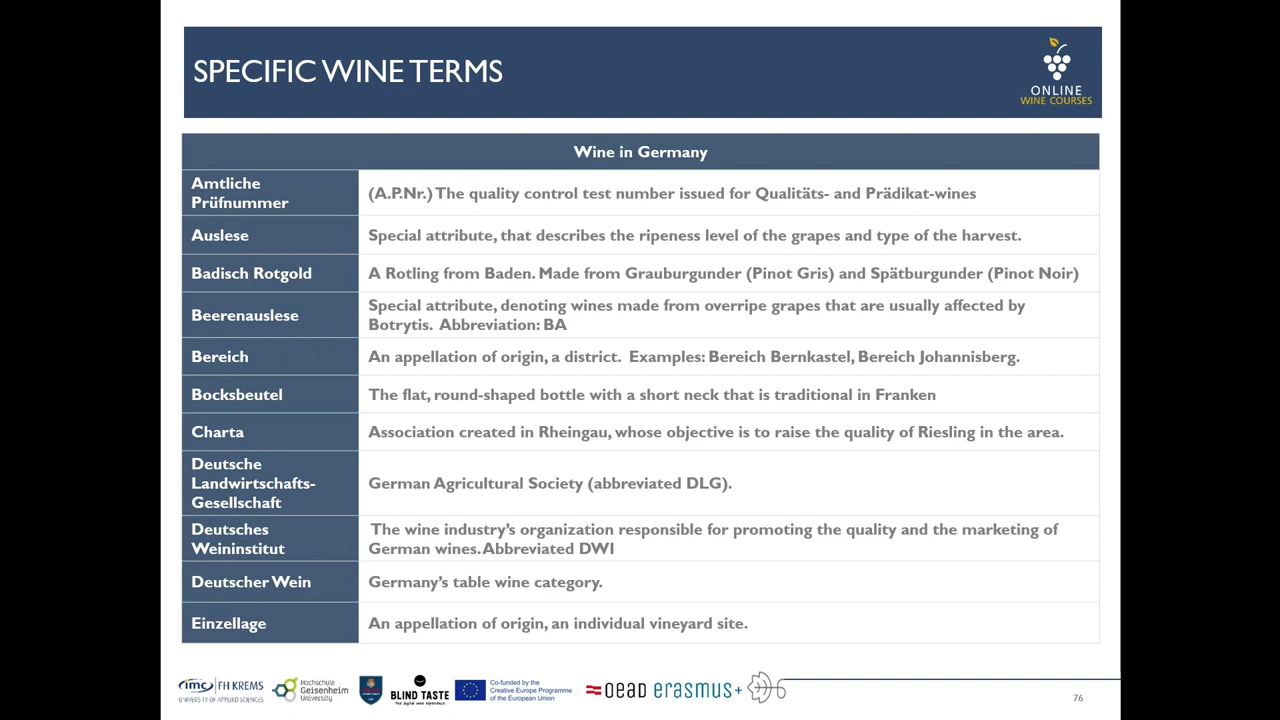 SPECIFIC WINE TERMS
ONLINE
WINE COURSES
Wine in Germany
Amtliche
Prüfnummer
(A.P.Nr.) The quality control test number issued for Qualitäts- and Prädikat-wines
Auslese
Special attribute, that describes the ripeness level of the grapes and type of the harvest.
Badisch Rotgold
A Rotling from Baden. Made from Grauburgunder (Pinot Gris) and Spätburgunder (Pinot Noir)
Beerenauslese
Special attribute, denoting wines made from overripe grapes that are usually affected by
Botrytis. Abbreviation: BA
Bereich
An appellation of origin, a district. Examples: Bereich Bernkastel, Bereich Johannisberg.
Bocksbeutel
The flat, round-shaped bottle with a short neck that is traditional in Franken
Charta
Association created in Rheingau, whose objective is to raise the quality of Riesling in the area.
Deutsche
Landwirtschafts-
Gesellschaft
German Agricultural Society (abbreviated DLG).
Deutsches
Weininstitut
The wine industry's organization responsible for promoting the quality and the marketing of
German wines. Abbreviated DWI
Deutscher Wein
Germany's table wine category.
Einzellage
An appellation of origin, an individual vineyard site.
imc FH KREMS
UNIVERSITY OF APPLIED SCIENCES
Hochschule
Geisenheim
University
BLIND TASTE
the digital wine experience
Co-funded by the
Creative Europe Programme
of the European Union
OEAD erasmus+
76